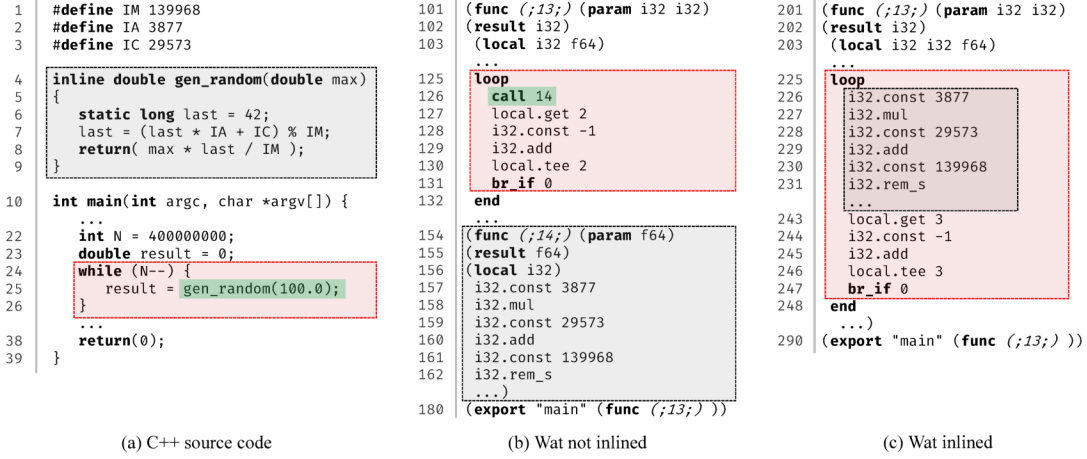 1 #define IM 139968
2 #define IA 3877
3 #define IC 29573
4 inline double gen_random(double max)
5 {
6 static long last = 42;
7 last = (last * IA + IC) % IM;
8 return( max * last / IM );
9 }
10 int main(int argc, char *argv[]) {
...
22 int N = 400000000;
23 double result = 0;
24 while (N--) {
25 result = gen_random(100.0);
26 }
...
38 return(0);
39 }
(a) C++ source code
101 (func (;13;) (param i32 i32)
102 (result i32)
103 (local i32 f64)
...
125 loop
126 call 14
127 local.get 2
128 i32.const -1
129 i32.add
130 local.tee 2
131 br_if 0
132 end
...
154 (func (;14;) (param f64)
155 (result f64)
156 (local i32)
157 i32.const 3877
158 i32.mul
159 i32.const 29573
160 i32.add
161 i32.const 139968
162 i32.rem_s
...)
180 (export "main" (func (;13;) ))
(b) Wat not inlined
201 (func (;13;) (param i32 i32)
202 (result i32)
203 (local i32 i32 f64)
...
225 loop
226 i32.const 3877
227 i32.mul
228 i32.const 29573
229 i32.add
230 i32.const 139968
231 i32.rem_s
...
243 local.get 3
244 i32.const -1
245 i32.add
246 local.tee 3
247 br_if 0
248 end
...)
290 (export "main" (func (;13;) ))
(c) Wat inlined